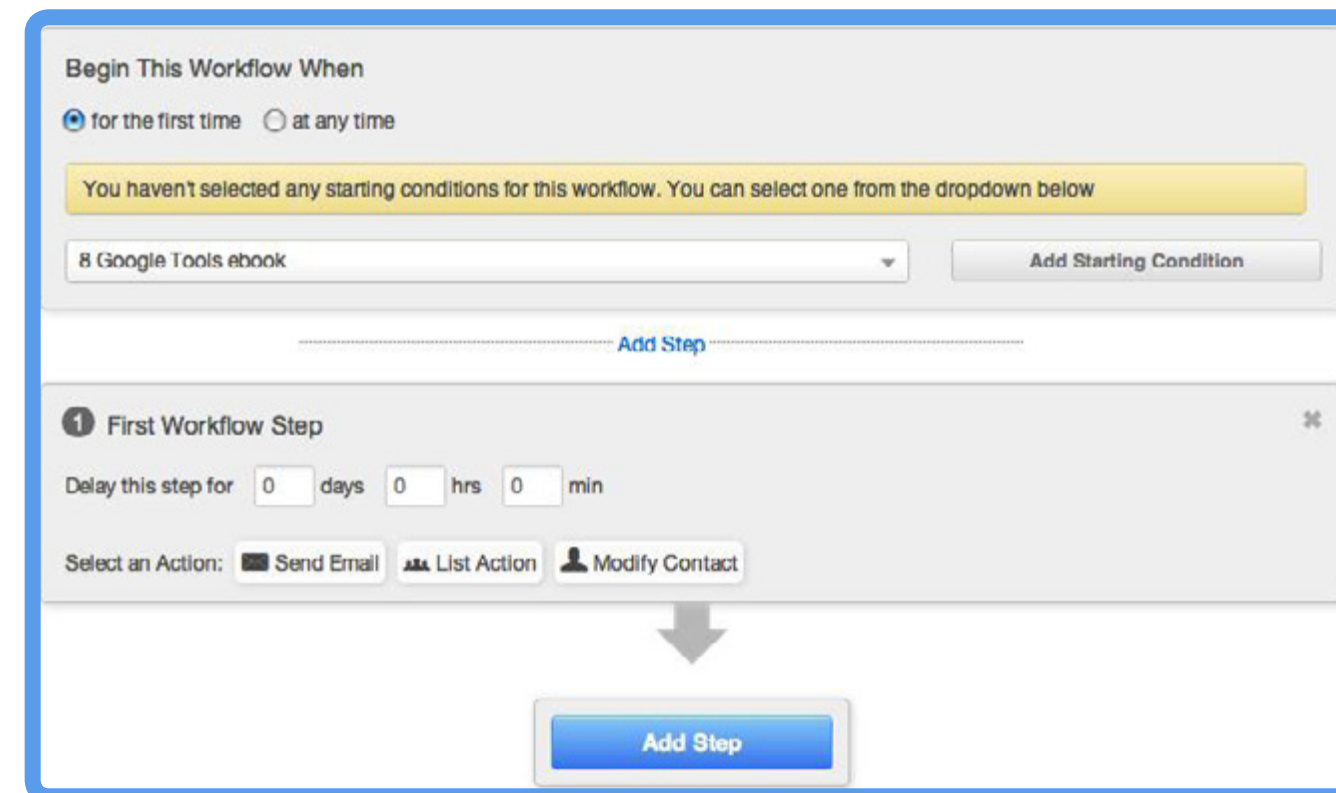 Begin This Workflow When
for the first time at any time
You haven't selected any starting conditions for this workflow. You can select one from the dropdown below
8 Google Tools ebook Add Starting Condition
Add Step
1 First Workflow Step
Delay this step for 0 days 0 hrs 0 min
Select an Action: Send Email List Action Modify Contact
Add Step